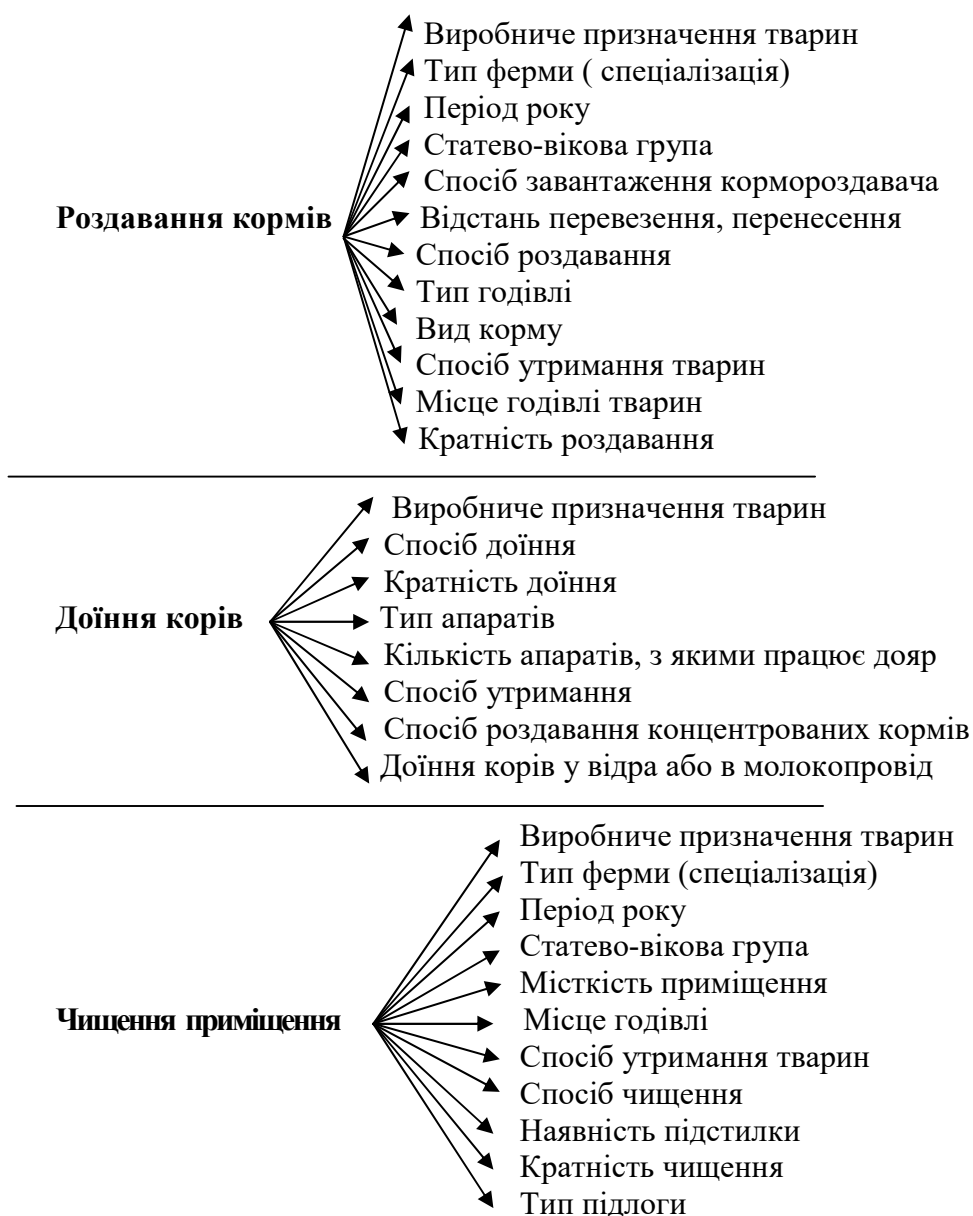 Виробниче призначення тварин
Тип ферми ( спеціалізація)
Період року
Статево-вікова група
Спосіб завантаження кормороздавача
Роздавання кормів
Відстань перевезення, перенесення
Спосіб роздавання
Тип годівлі
Вид корму
Спосіб утримання тварин
Місце годівлі тварин
Кратність роздавання
Виробниче призначення тварин
Спосіб доїння
Кратність доїння
Доїння корів
Тип апаратів
Кількість апаратів, з якими працює дояр
Спосіб утримання
Спосіб роздавання концентрованих кормів
Доїння корів у відра або в молокопровід
Виробниче призначення тварин
Тип ферми (спеціалізація)
Період року
Статево-вікова група
Місткість приміщення
Чищення приміщення
Місце годівлі
Спосіб утримання тварин
Спосіб чищення
Наявність підстилки
Кратність чищення
Тип підлоги